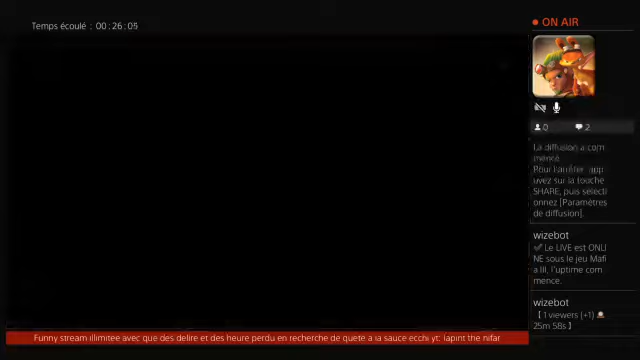 Temps écoulé : 00:26:05
ON AIR
0
2
La diffusion a com
mencé.
Pour l'arrêter, app
uyez sur la touche
SHARE, puis sélecti
onnez [Paramètres
de diffusion].
wizebot
✅ Le LIVE est ONLI
NE sous le jeu Mafi
a III, l'uptime com
mence.
wizebot
【 1 viewers (+1)
25m 58s 】
Funny stream illimitee avec que des delire et des heure perdu en recherche de quete a la sauce ecchi yt: lapint the nifar